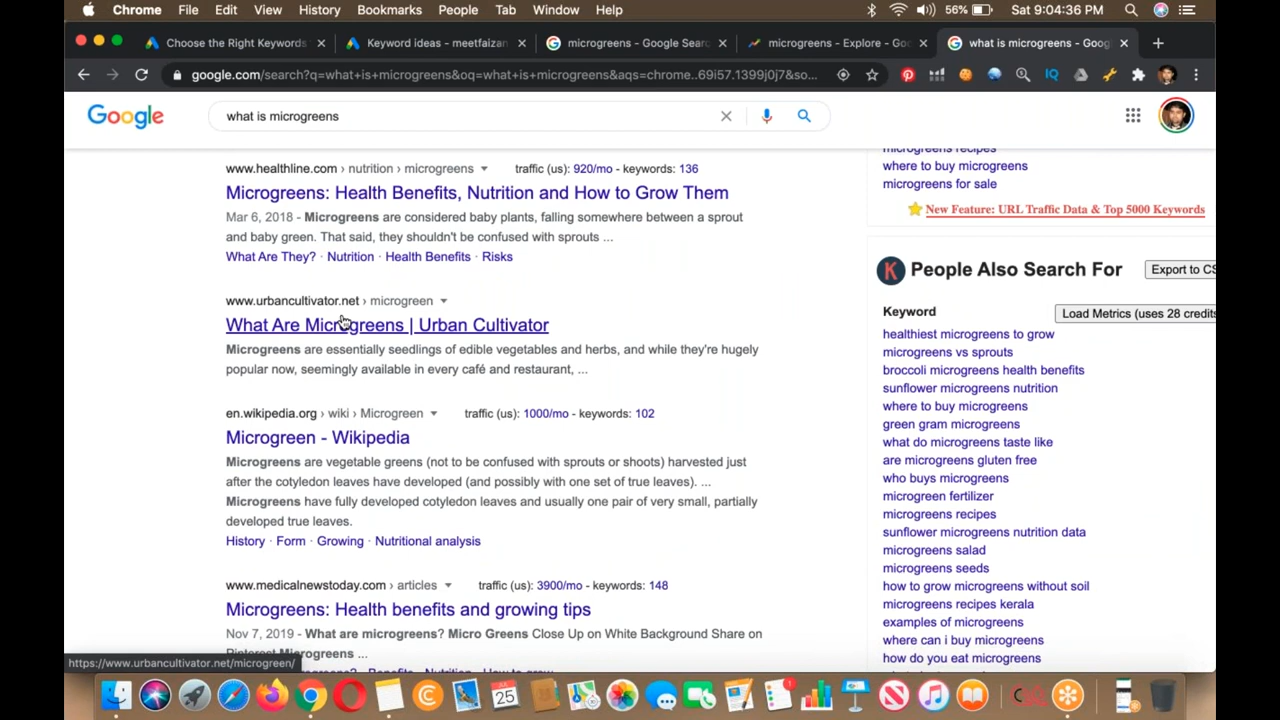 Chrome File Edit View History Bookmarks People Tab Window Help 56% Sat 9:04:36 PM
Choose the Right Keywords Keyword ideas - meetfaizan microgreens - Google Sear microgreens - Explore - Go what is microgreens - Goog
google.com/search?q=what+is+microgreens&oq=what+is+microgreens&aqs=chrome..69i57.1399j0j7&so...
Google what is microgreens
www.healthline.com › nutrition › microgreens traffic (us): 920/mo - keywords: 136
Microgreens: Health Benefits, Nutrition and How to Grow Them
Mar 6, 2018 - Microgreens are considered baby plants, falling somewhere between a sprout
and baby green. That said, they shouldn't be confused with sprouts ...
What Are They? · Nutrition · Health Benefits · Risks
www.urbancultivator.net › microgreen
What Are Microgreens | Urban Cultivator
Microgreens are essentially seedlings of edible vegetables and herbs, and while they're hugely
popular now, seemingly available in every café and restaurant, ...
en.wikipedia.org › wiki › Microgreen traffic (us): 1000/mo - keywords: 102
Microgreen - Wikipedia
Microgreens are vegetable greens (not to be confused with sprouts or shoots) harvested just
after the cotyledon leaves have developed (and possibly with one set of true leaves). ...
Microgreens have fully developed cotyledon leaves and usually one pair of very small, partially
developed true leaves.
History · Form · Growing · Nutritional analysis
www.medicalnewstoday.com › articles traffic (us): 3900/mo - keywords: 148
Microgreens: Health benefits and growing tips
Nov 7, 2019 - What are microgreens? Micro Greens Close Up on White Background Share on
Pinterest Microgreens ...
https://www.urbancultivator.net/microgreen/
microgreens recipes
where to buy microgreens
microgreens for sale
New Feature: URL Traffic Data & Top 5000 Keywords
K People Also Search For Export to CS
Keyword Load Metrics (uses 28 credits
healthiest microgreens to grow
microgreens vs sprouts
broccoli microgreens health benefits
sunflower microgreens nutrition
where to buy microgreens
green gram microgreens
what do microgreens taste like
are microgreens gluten free
who buys microgreens
microgreen fertilizer
microgreens recipes
sunflower microgreens nutrition data
microgreens salad
microgreens seeds
how to grow microgreens without soil
microgreens recipes kerala
examples of microgreens
where can i buy microgreens
how do you eat microgreens
25